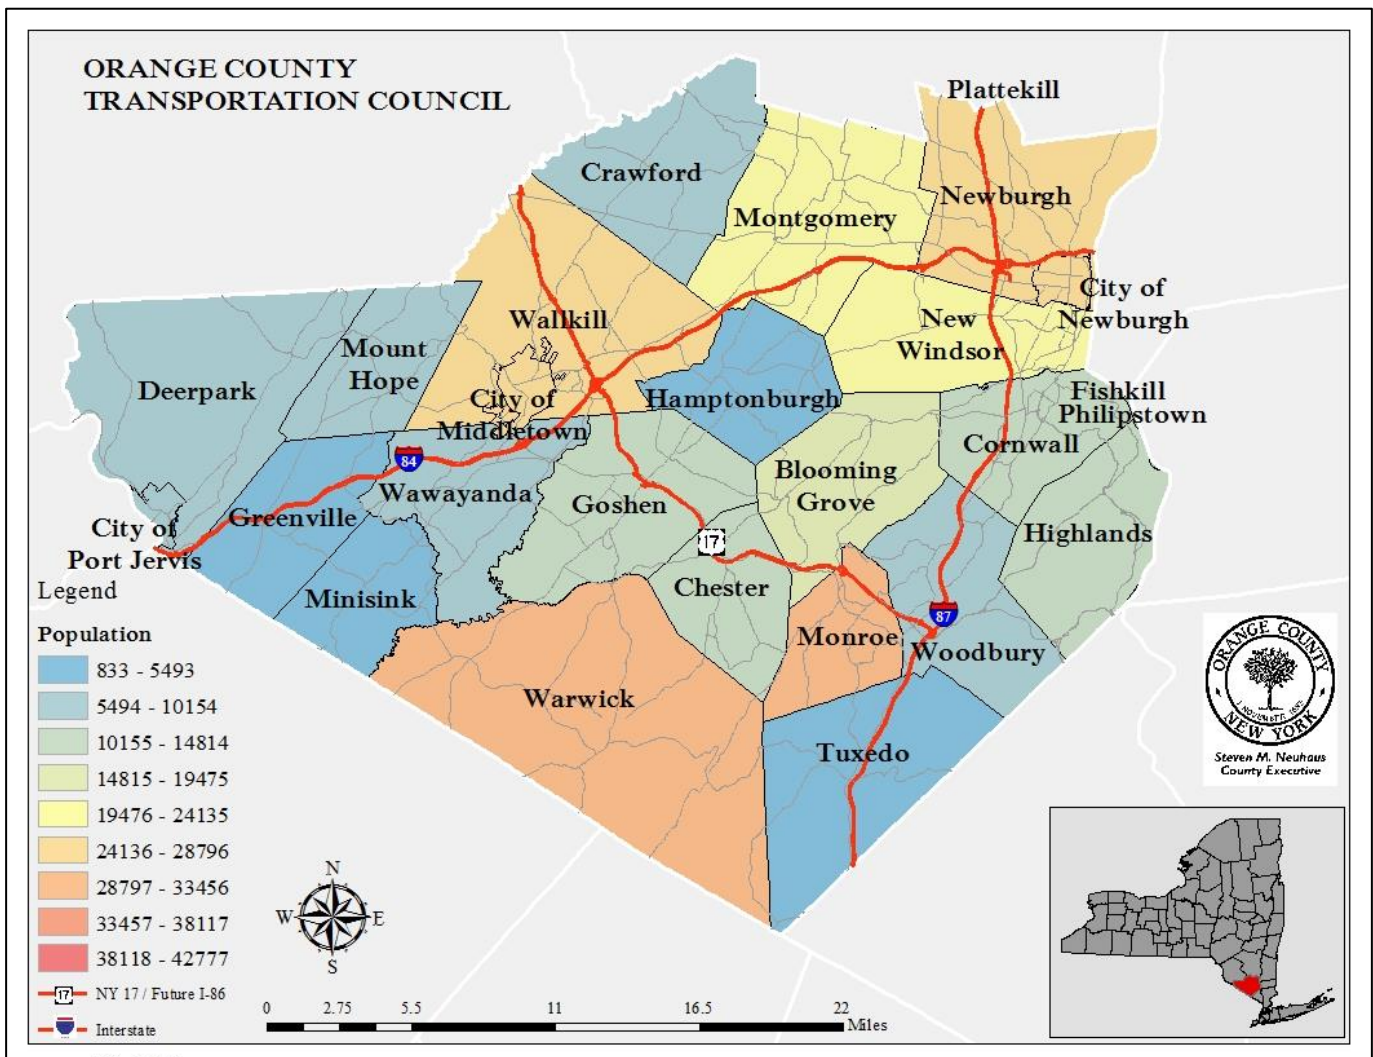 ORANGE COUNTY
TRANSPORTATION COUNCIL
Plattekill
Crawford
Newburgh
Montgomery
City of
Newburgh
Wallkill
New
Windsor
Mount
Hope
Deerpark
Fishkill
Philipstown
City of
Middletown
Hamptonburgh
Cornwall
84
Blooming
Grove
Wawayanda
Goshen
Greenville
City of
Port Jervis
17
Highlands
Chester
Minisink
87
Monroe
Woodbury
Warwick
Tuxedo
Legend
Population
833 - 5493
5494 - 10154
10155 - 14814
14815 - 19475
19476 - 24135
24136 - 28796
28797 - 33456
33457 - 38117
38118 - 42777
17 NY 17 / Future I-86
Interstate
N
W E
S
0 2.75 5.5 11 16.5 22
Miles
ORANGE COUNTY
NEW YORK
Steven M. Neuhaus
County Executive